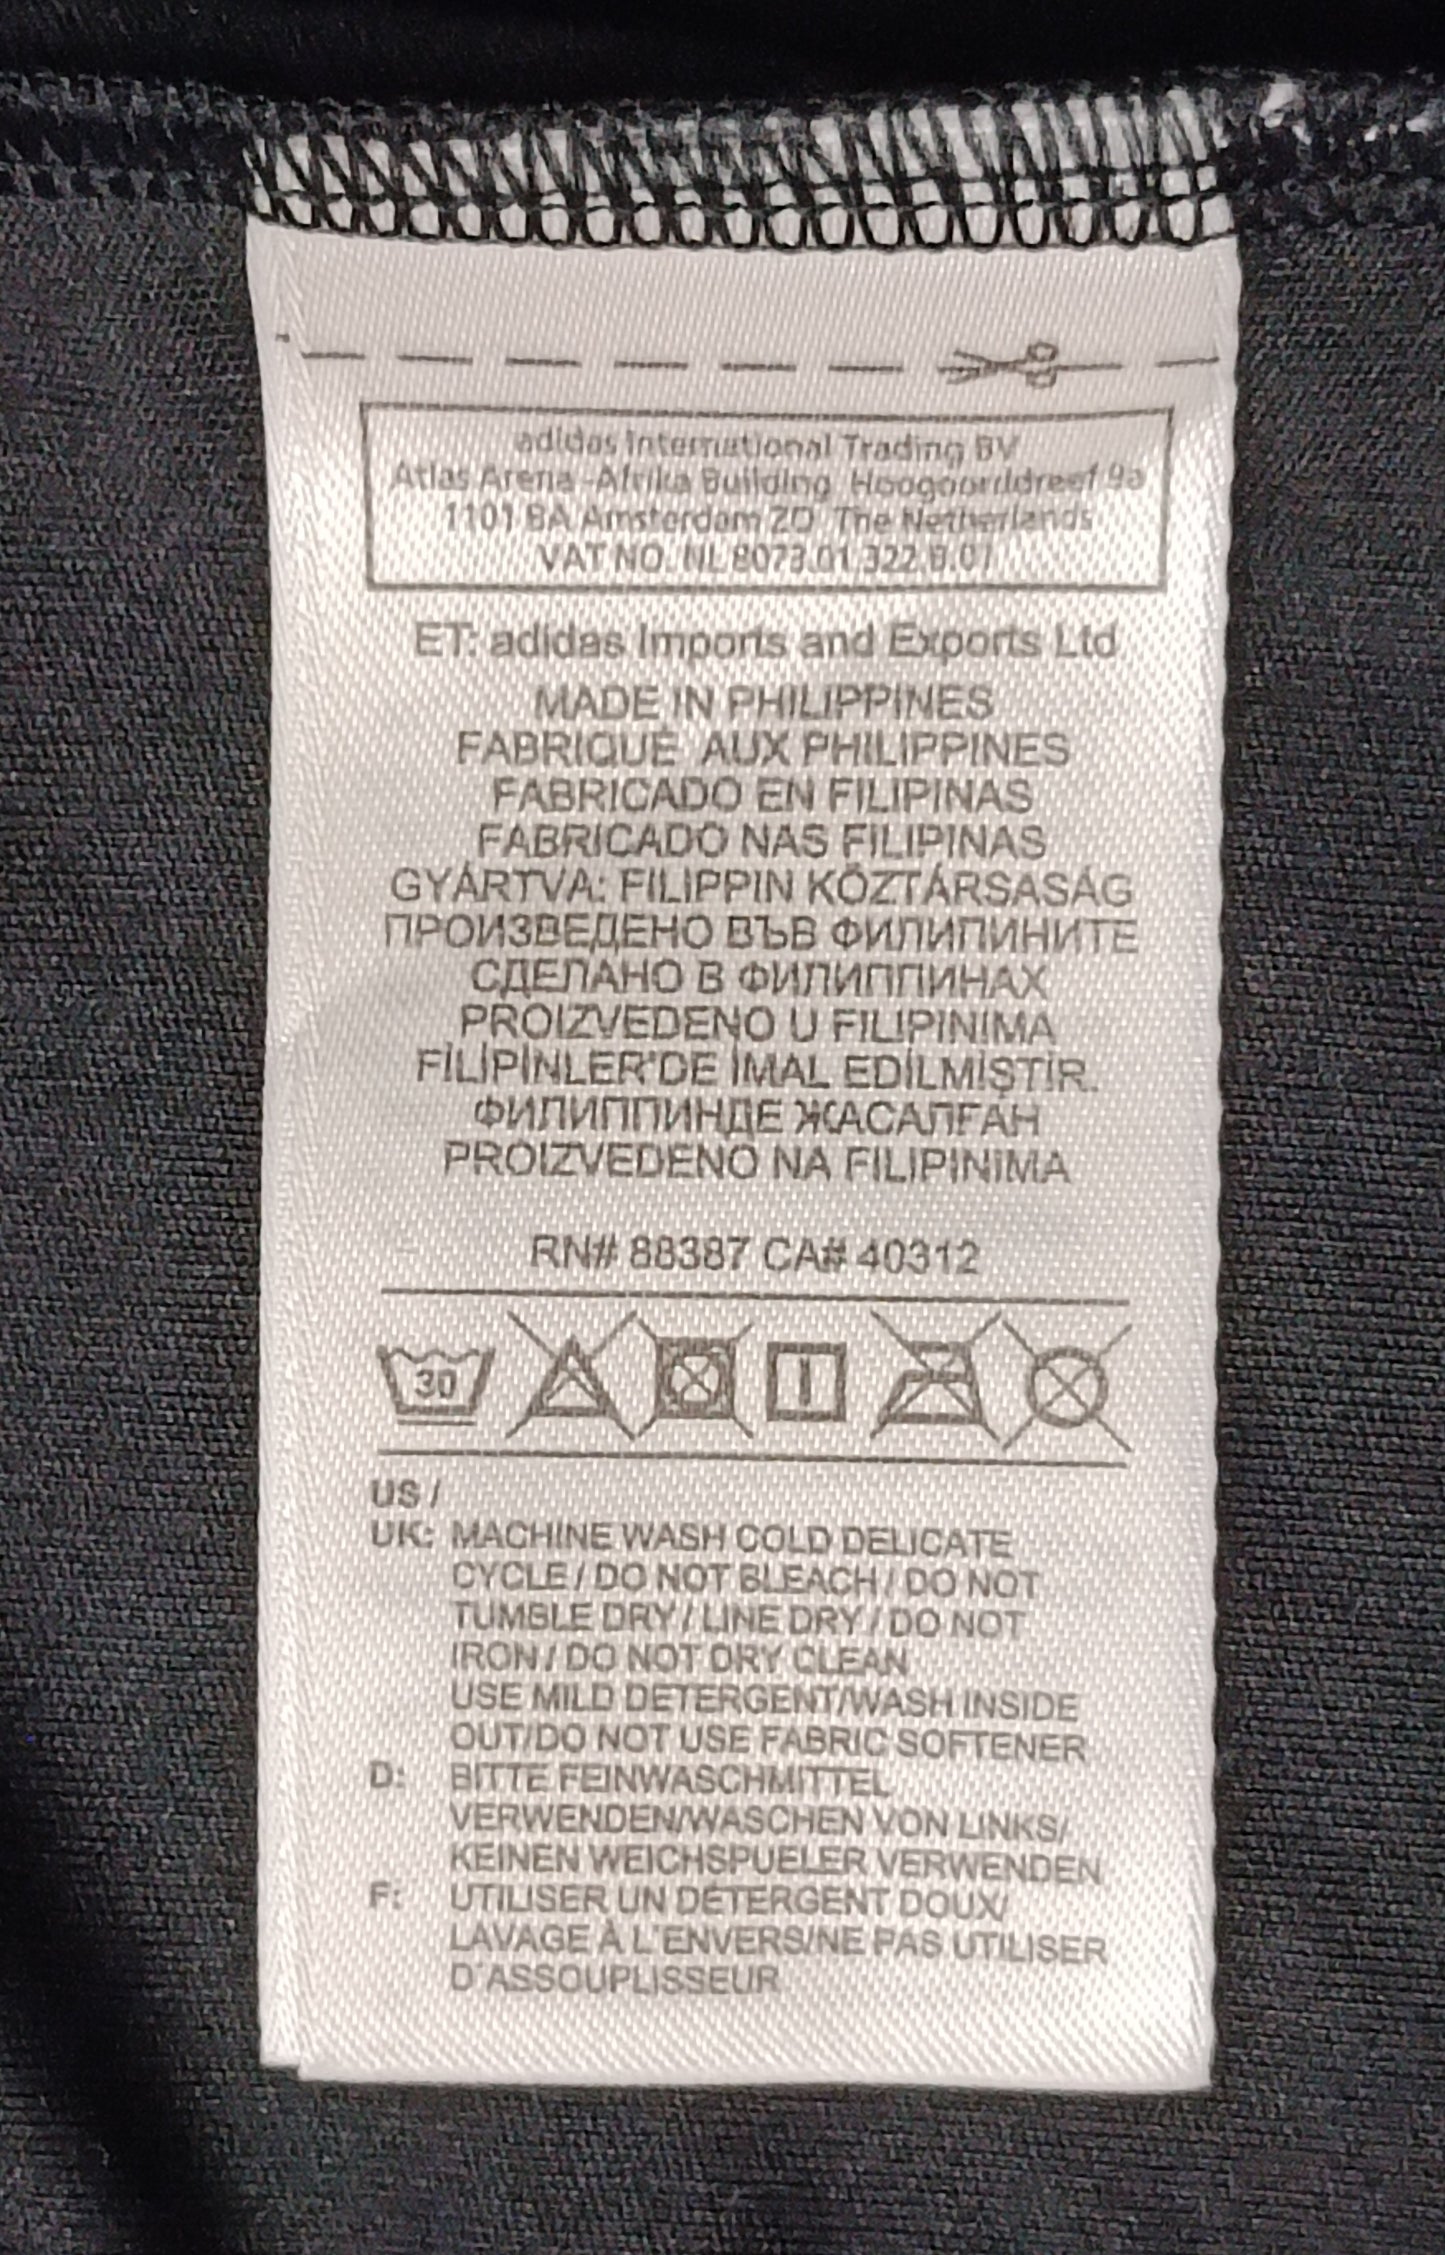 adidas International Trading BV
Atlas Arena -Afrika Building Hoogoorddreef 9a
1101 BA Amsterdam ZO The Netherlands
VAT NO. NL 8073.01.322.B.01
ET: adidas Imports and Exports Ltd
MADE IN PHILIPPINES
FABRIQUÉ AUX PHILIPPINES
FABRICADO EN FILIPINAS
FABRICADO NAS FILIPINAS
GYÁRTVA: FILIPPIN KÖZTÁRSASÁG
ПРОИЗВЕДЕНО ВЪВ ФИЛИПИНИТЕ
СДЕЛАНО В ФИЛИППИНАХ
PROIZVEDENO U FILIPINIMA
FİLİPİNLER'DE İMAL EDİLMİŞTİR.
ФИЛИППИНДЕ ЖАСАЛҒАН
PROIZVEDENO NA FILIPINIMA
RN# 88387 CA# 40312
30
US /
UK: MACHINE WASH COLD DELICATE
CYCLE / DO NOT BLEACH / DO NOT
TUMBLE DRY / LINE DRY / DO NOT
IRON / DO NOT DRY CLEAN
USE MILD DETERGENT/WASH INSIDE
OUT/DO NOT USE FABRIC SOFTENER
D: BITTE FEINWASCHMITTEL
VERWENDEN/WASCHEN VON LINKS/
KEINEN WEICHSPUELER VERWENDEN
F: UTILISER UN DÉTERGENT DOUX/
LAVAGE À L'ENVERS/NE PAS UTILISER
D'ASSOUPLISSEUR